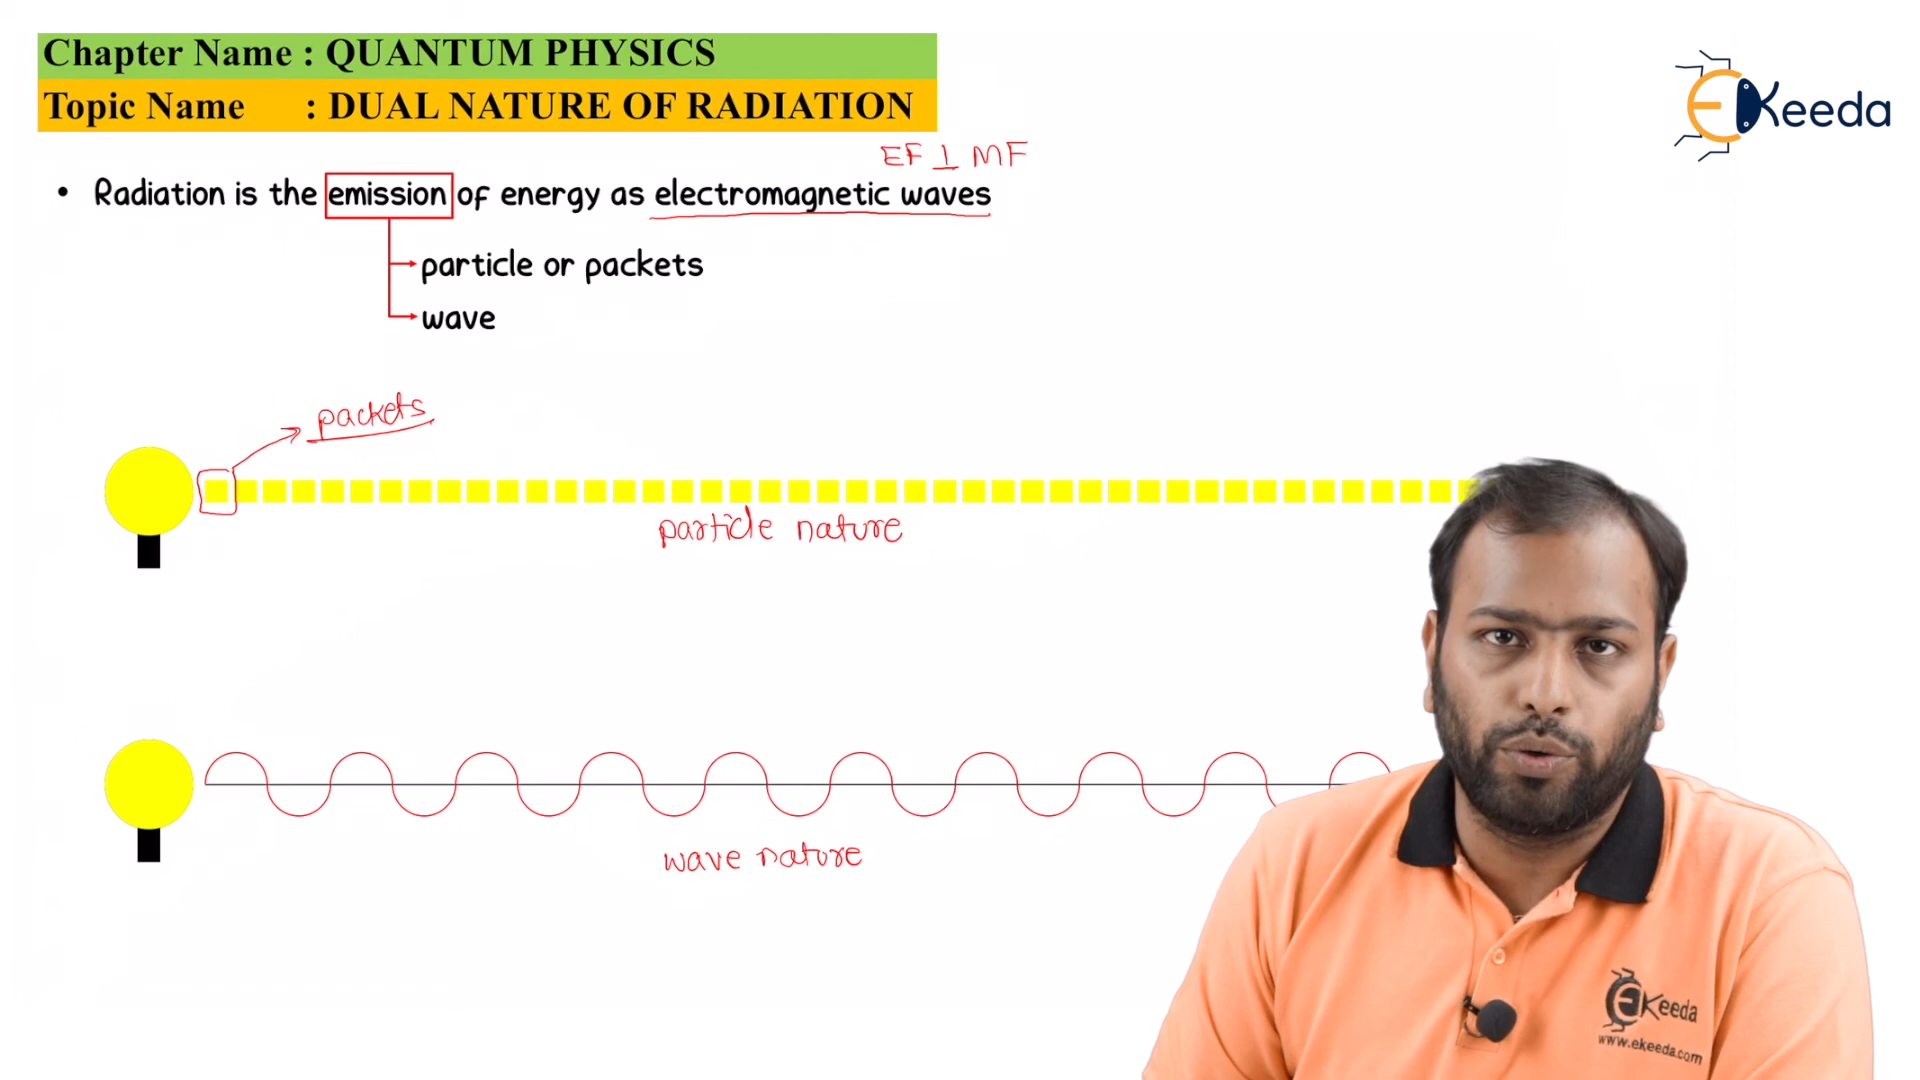 Chapter Name : QUANTUM PHYSICS
Topic Name : DUAL NATURE OF RADIATION
EKeeda
EF ⊥ MF
• Radiation is the emission of energy as electromagnetic waves
particle or packets
wave
packets
particle nature
wave nature
EKeeda
www.ekeeda.com